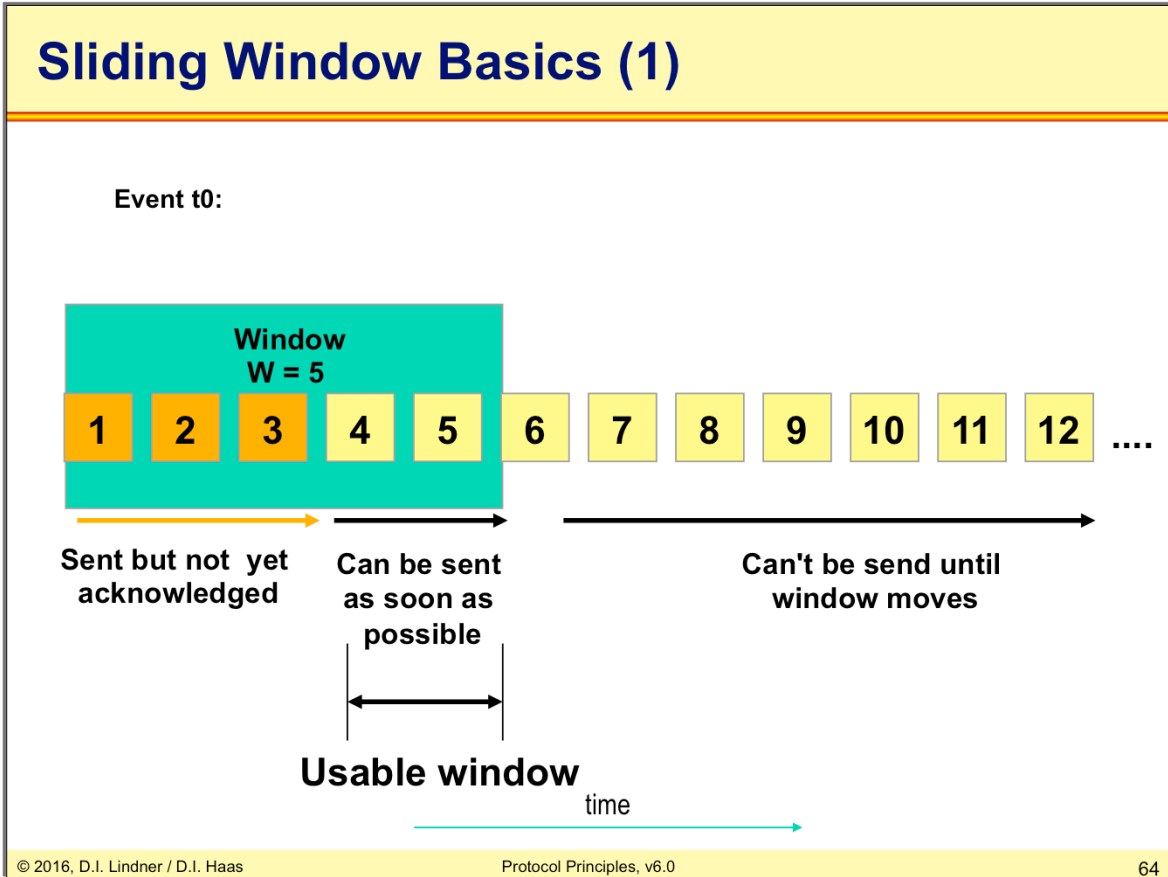 Sliding Window Basics (1)
Event t0:
Window
W = 5
1 2 3 4 5 6 7 8 9 10 11 12 ....
Sent but not yet
acknowledged
Can be sent
as soon as
possible
Can't be send until
window moves
Usable window
time
© 2016, D.I. Lindner / D.I. Haas
Protocol Principles, v6.0
64